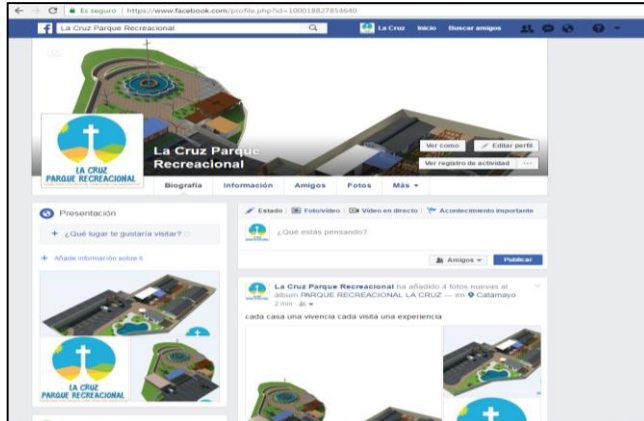 Es seguro | https://www.facebook.com/profile.php?id=100018827854640
La Cruz Parque Recreacional
La Cruz Inicio Buscar amigos
La Cruz Parque
Recreacional
Ver como Editar perfil
Ver registro de actividad ...
LA CRUZ
PARQUE RECREACIONAL
Biografía Información Amigos Fotos Más
Presentación
+ ¿Qué lugar te gustaría visitar?
+ Añade información sobre ti
LA CRUZ
PARQUE RECREACIONAL
Estado Foto/vídeo Vídeo en directo Acontecimiento importante
¿Qué estás pensando?
Amigos Publicar
La Cruz Parque Recreacional ha añadido 4 fotos nuevas al
álbum PARQUE RECREACIONAL LA CRUZ — en Catamayo.
2 min
cada casa una vivencia cada visita una experiencia